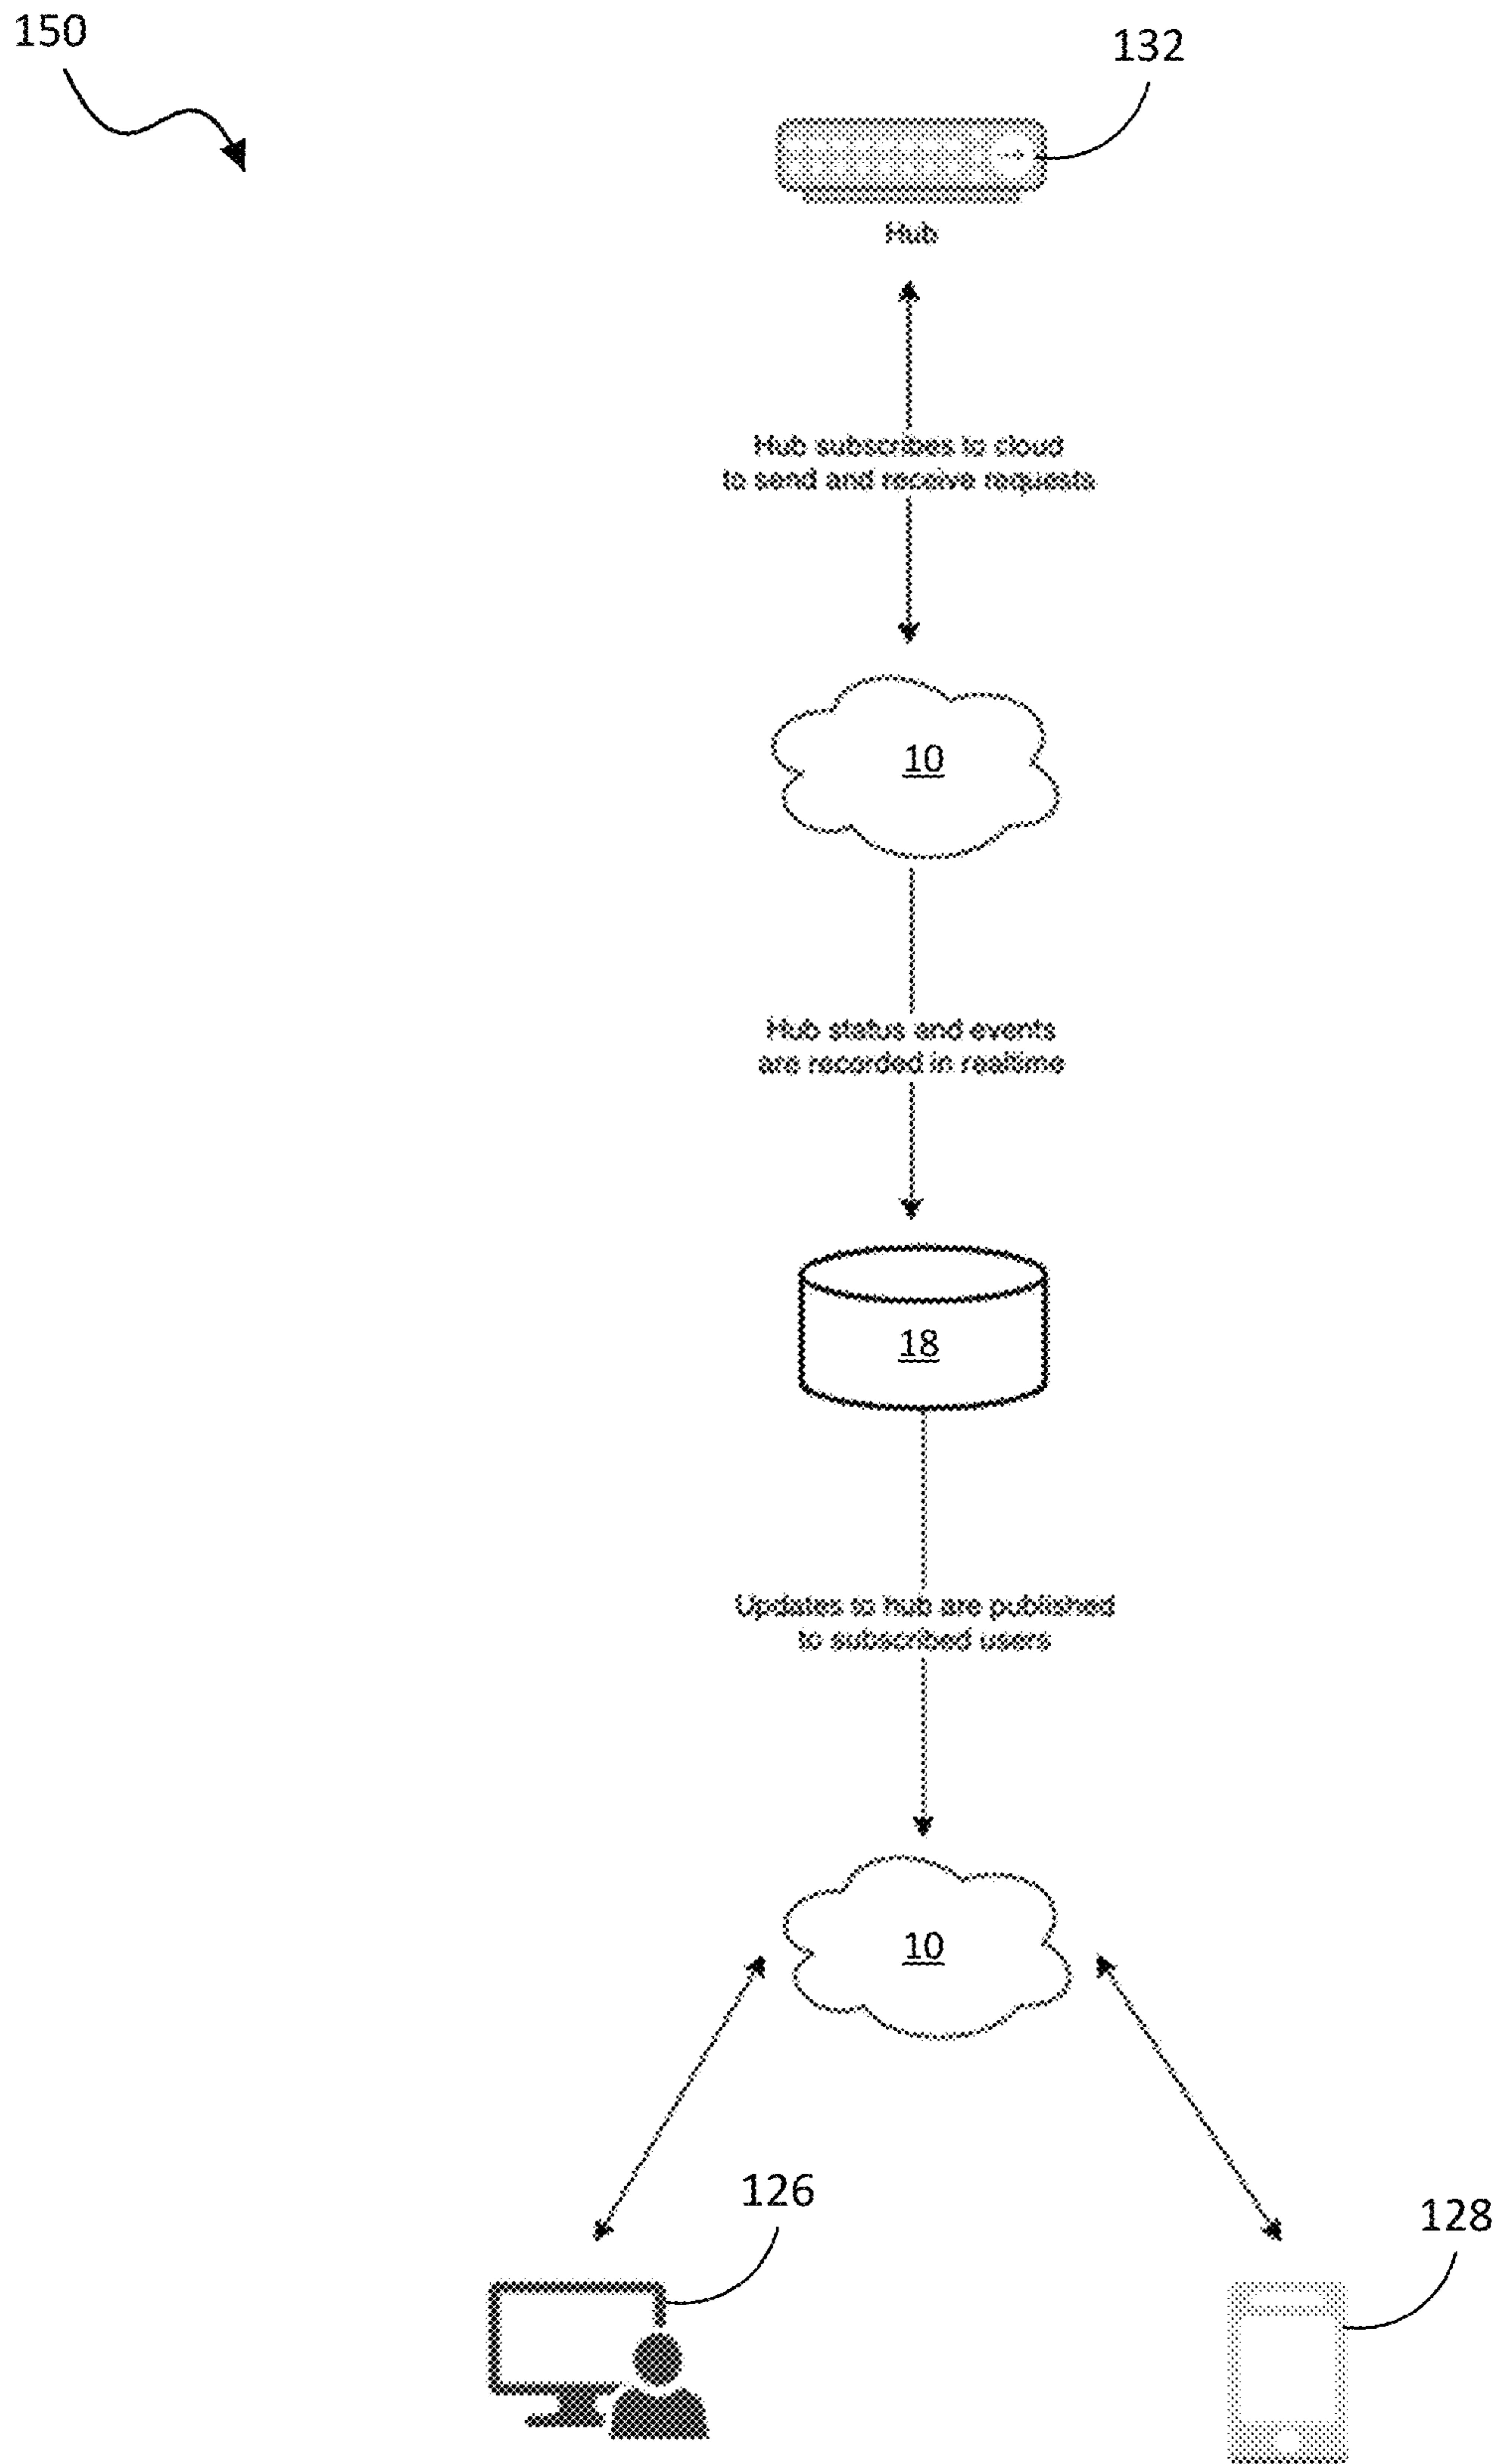 150
132
Hub
Hub subscribes to cloud
to send and receive requests
10
Hub status and events
are recorded in realtime
18
Updates to hub are published
to subscribed users
10
126
128